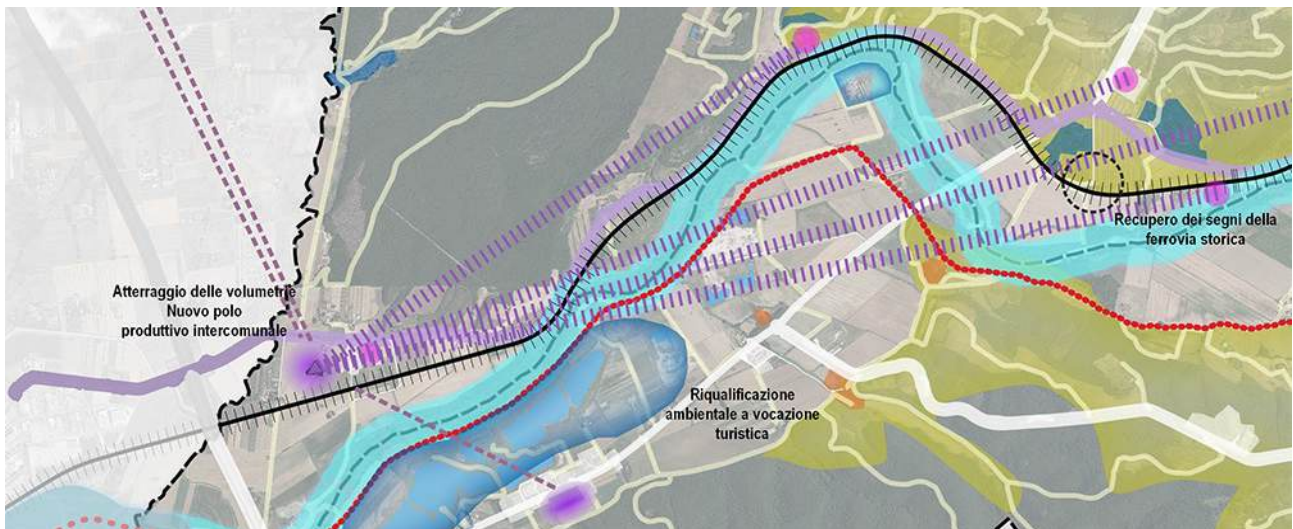 Atterraggio delle volumetrie
Nuovo polo
produttivo intercomunale
Recupero dei segni della
ferrovia storica
Riqualificazione
ambientale a vocazione
turistica